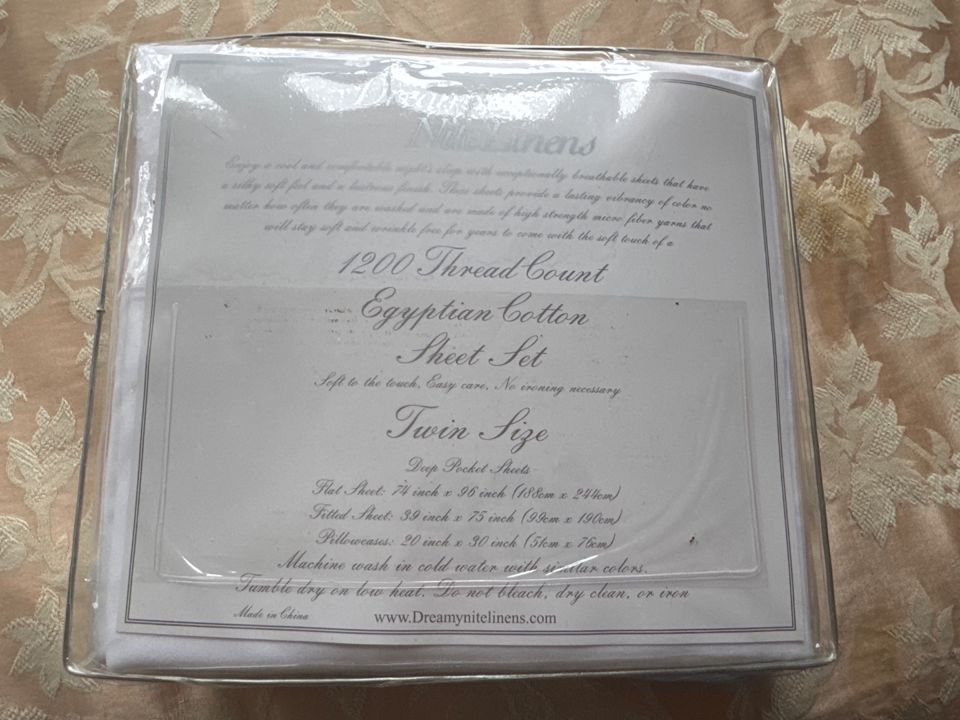 Dreamy
NiteLinens
Enjoy a cool and comfortable night's sleep with exceptionally breathable sheets that have
a silky soft feel and a lustrous finish. These sheets provide a lasting vibrancy of color no
matter how often they are washed and are made of high strength micro fiber yarns that
will stay soft and wrinkle free for years to come with the soft touch of a
1200 Thread Count
Egyptian Cotton
Sheet Set
Soft to the touch, Easy care, No ironing necessary
Twin Size
Deep Pocket Sheets
Flat Sheet: 74 inch x 96 inch (188cm x 244cm)
Fitted Sheet: 39 inch x 75 inch (99cm x 190cm)
Pillowcases: 20 inch x 30 inch (51cm x 76cm)
Machine wash in cold water with similar colors.
Tumble dry on low heat. Do not bleach, dry clean, or iron
Made in China
www.Dreamynitelinens.com